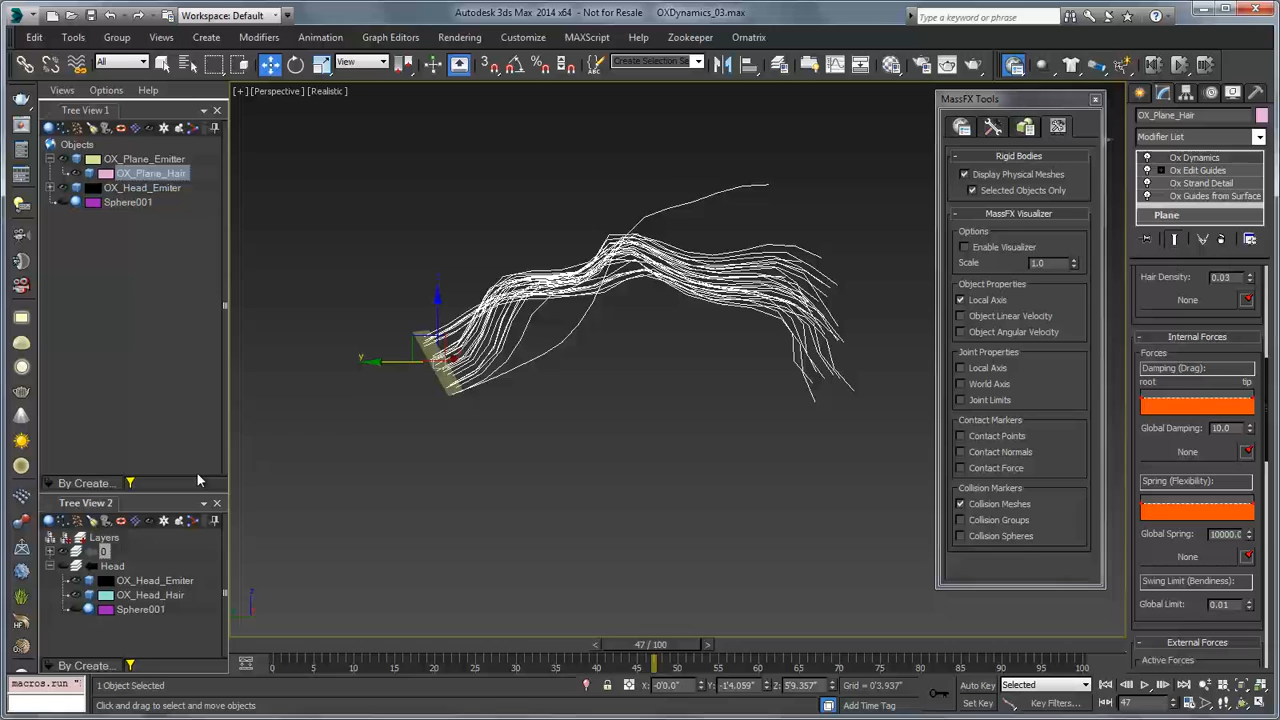 Workspace: Default
Autodesk 3ds Max 2014 - Not for Resale OXDynamics_03.max
Type a keyword or phrase
Edit Tools Group Views Create Modifiers Animation Graph Editors Rendering Customize MAXScript Help Zookeeper Ornatrix
All
View
Create Selection Se
Views Options Help
Tree View 1
Objects
OX_Plane_Emitter
OX_Plane_Hair
OX_Head_Emiter
Sphere001
By Create...
Tree View 2
Layers
0
Head
OX_Head_Emiter
OX_Head_Hair
Sphere001
By Create...
[+] [Perspective] [Realistic]
y
z
MassFX Tools
Rigid Bodies
Display Physical Meshes
Selected Objects Only
MassFX Visualizer
Options
Enable Visualizer
Scale 1.0
Object Properties
Local Axis
Object Linear Velocity
Object Angular Velocity
Joint Properties
Local Axis
World Axis
Joint Limits
Contact Markers
Contact Points
Contact Normals
Contact Force
Collision Markers
Collision Meshes
Collision Groups
Collision Spheres
OX_Plane_Hair
Modifier List
Ox Dynamics
Ox Edit Guides
Ox Strand Detail
Ox Guides from Surface
Plane
Hair Density: 0.03
None
Internal Forces
Forces
Damping (Drag):
root tip
Global Damping: 10.0
None
Spring (Flexibility):
Global Spring: 10000.0
None
Swing Limit (Bendiness):
Global Limit: 0.01
External Forces
Active Forces
47 / 100
0 5 10 15 20 25 30 35 40 45 50 55 60 65 70 75 80 85 90 95 100
macros.run "
1 Object Selected
X: -0'0.0" Y: -1'4.059" Z: 5'9.357" Grid = 0'3.937"
Auto Key Selected
Click and drag to select and move objects
Add Time Tag
Set Key Key Filters...
47